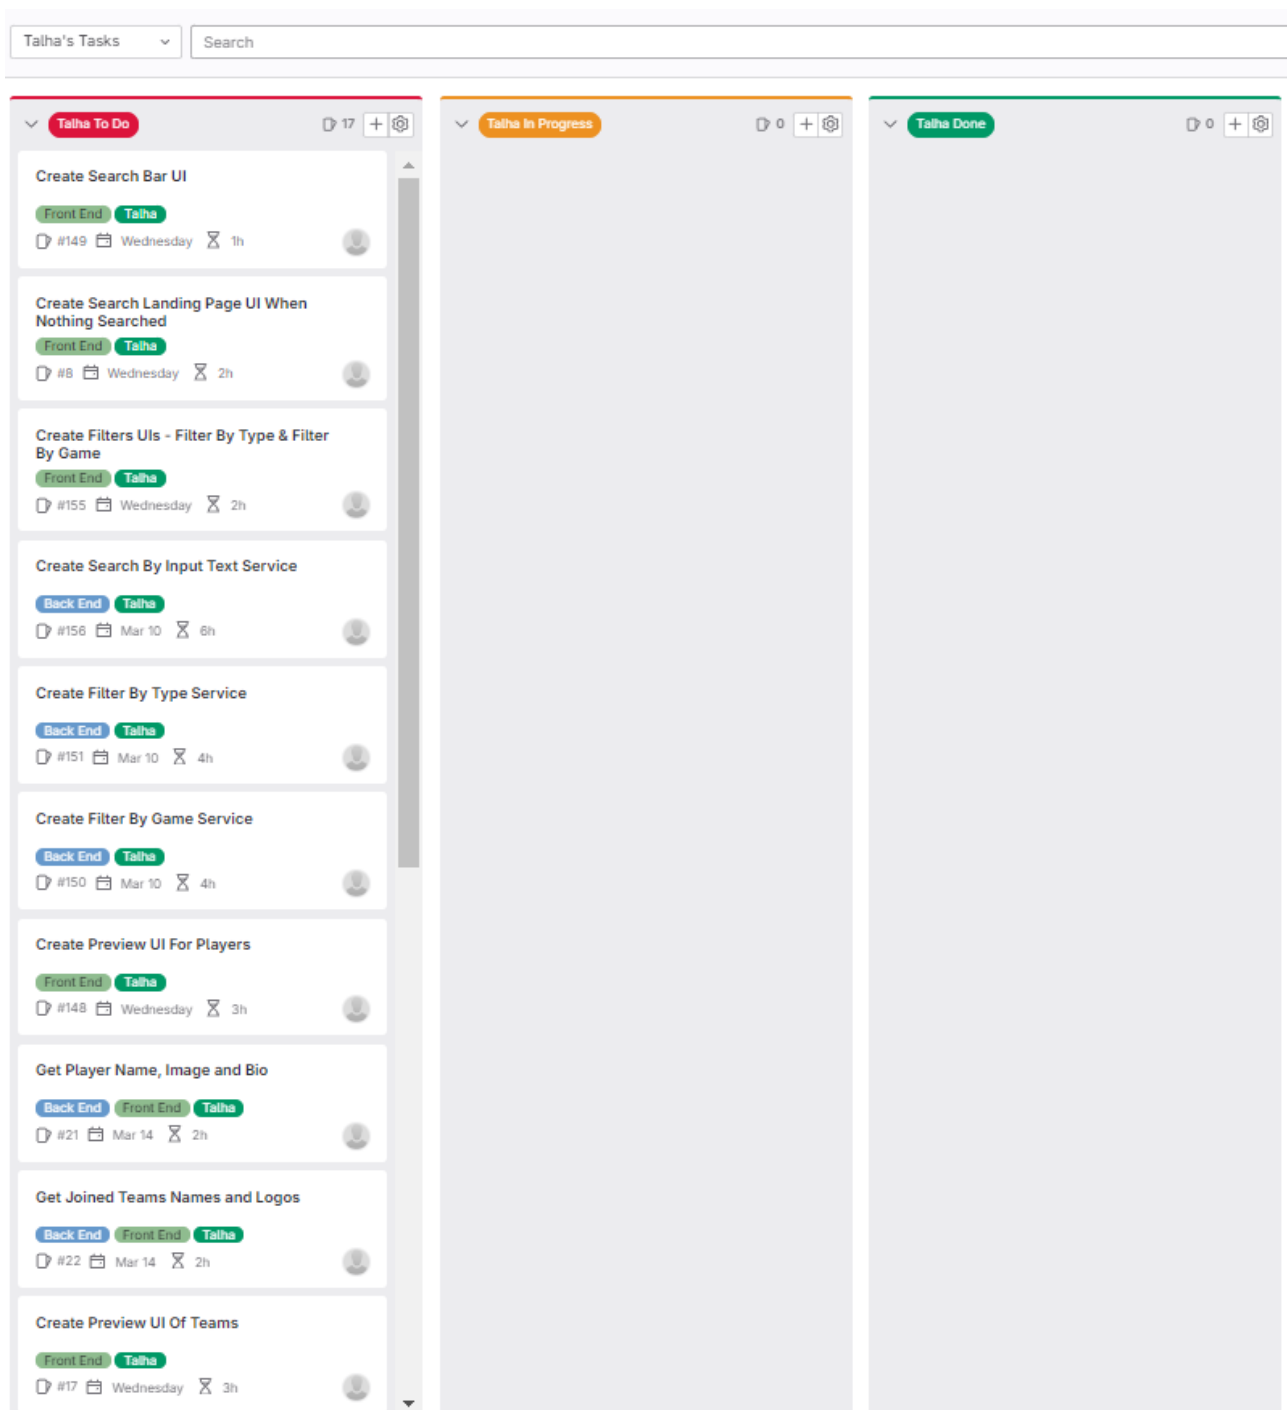 Talha's Tasks
Search
Talha To Do
17
Talha In Progress
0
Talha Done
0
Create Search Bar UI
Front End Talha
#149 Wednesday 1h
Create Search Landing Page UI When
Nothing Searched
Front End Talha
#8 Wednesday 2h
Create Filters UIs - Filter By Type & Filter
By Game
Front End Talha
#155 Wednesday 2h
Create Search By Input Text Service
Back End Talha
#156 Mar 10 6h
Create Filter By Type Service
Back End Talha
#151 Mar 10 4h
Create Filter By Game Service
Back End Talha
#150 Mar 10 4h
Create Preview UI For Players
Front End Talha
#148 Wednesday 3h
Get Player Name, Image and Bio
Back End Front End Talha
#21 Mar 14 2h
Get Joined Teams Names and Logos
Back End Front End Talha
#22 Mar 14 2h
Create Preview UI Of Teams
Front End Talha
#17 Wednesday 3h